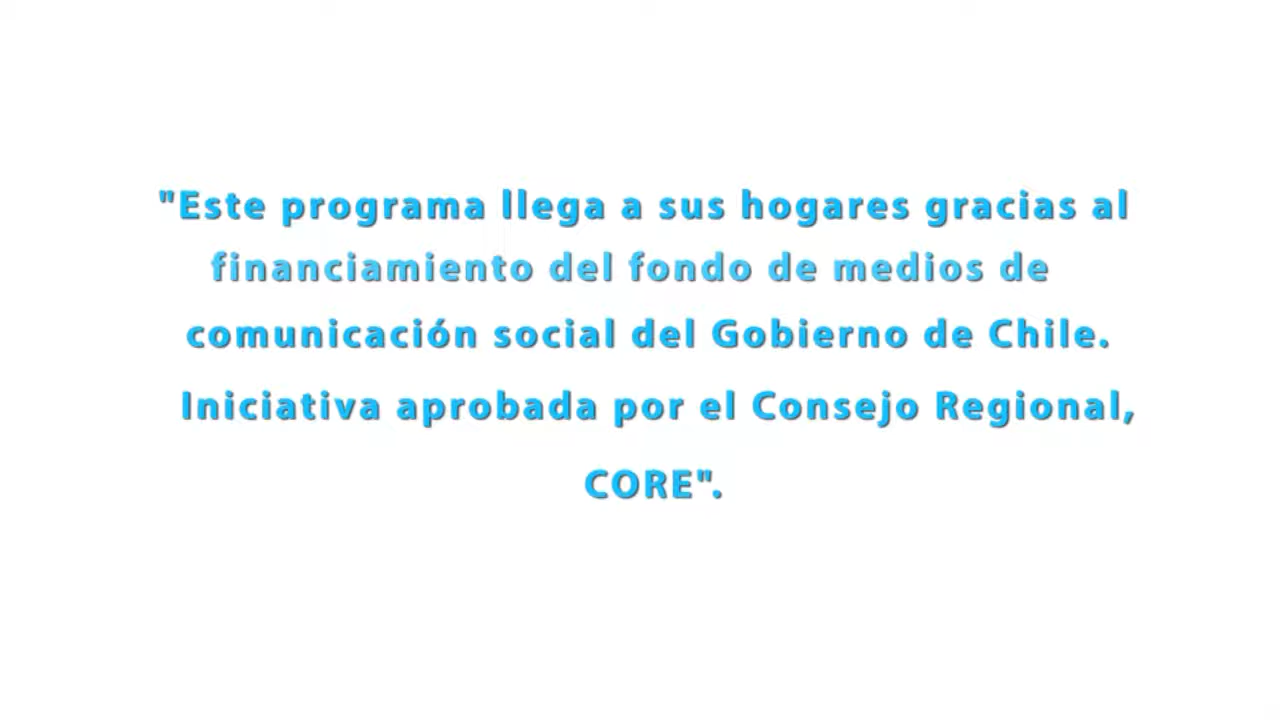 "Este programa llega a sus hogares gracias al
financiamiento del fondo de medios de
comunicación social del Gobierno de Chile.
Iniciativa aprobada por el Consejo Regional,
CORE".